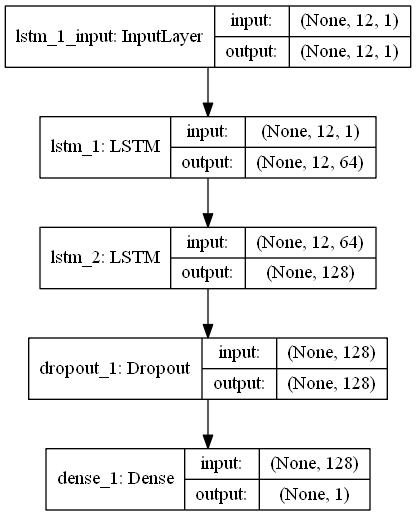 lstm_1_input: InputLayer
input: (None, 12, 1)
output: (None, 12, 1)
lstm_1: LSTM
input: (None, 12, 1)
output: (None, 12, 64)
lstm_2: LSTM
input: (None, 12, 64)
output: (None, 128)
dropout_1: Dropout
input: (None, 128)
output: (None, 128)
dense_1: Dense
input: (None, 128)
output: (None, 1)